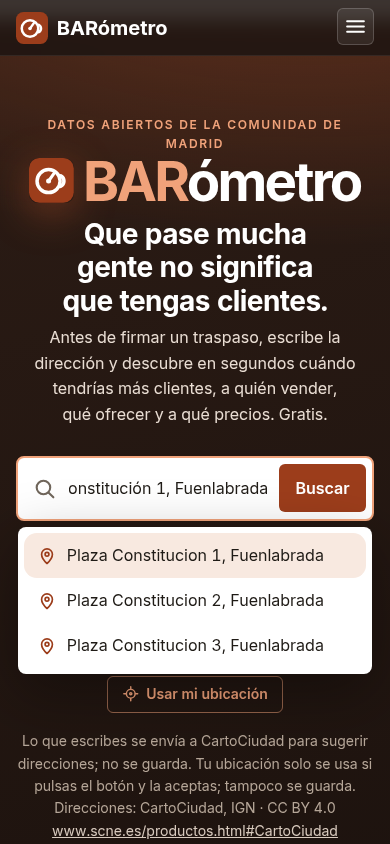 BARómetro
DATOS ABIERTOS DE LA COMUNIDAD DE
MADRID
BARómetro
Que pase mucha
gente no significa
que tengas clientes.
Antes de firmar un traspaso, escribe la
dirección y descubre en segundos cuándo
tendrías más clientes, a quién vender,
qué ofrecer y a qué precios. Gratis.
onstitución 1, Fuenlabrada
Buscar
Plaza Constitucion 1, Fuenlabrada
Plaza Constitucion 2, Fuenlabrada
Plaza Constitucion 3, Fuenlabrada
Usar mi ubicación
Lo que escribes se envía a CartoCiudad para sugerir
direcciones; no se guarda. Tu ubicación solo se usa si
pulsas el botón y la aceptas; tampoco se guarda.
Direcciones: CartoCiudad, IGN · CC BY 4.0
www.scne.es/productos.html#CartoCiudad